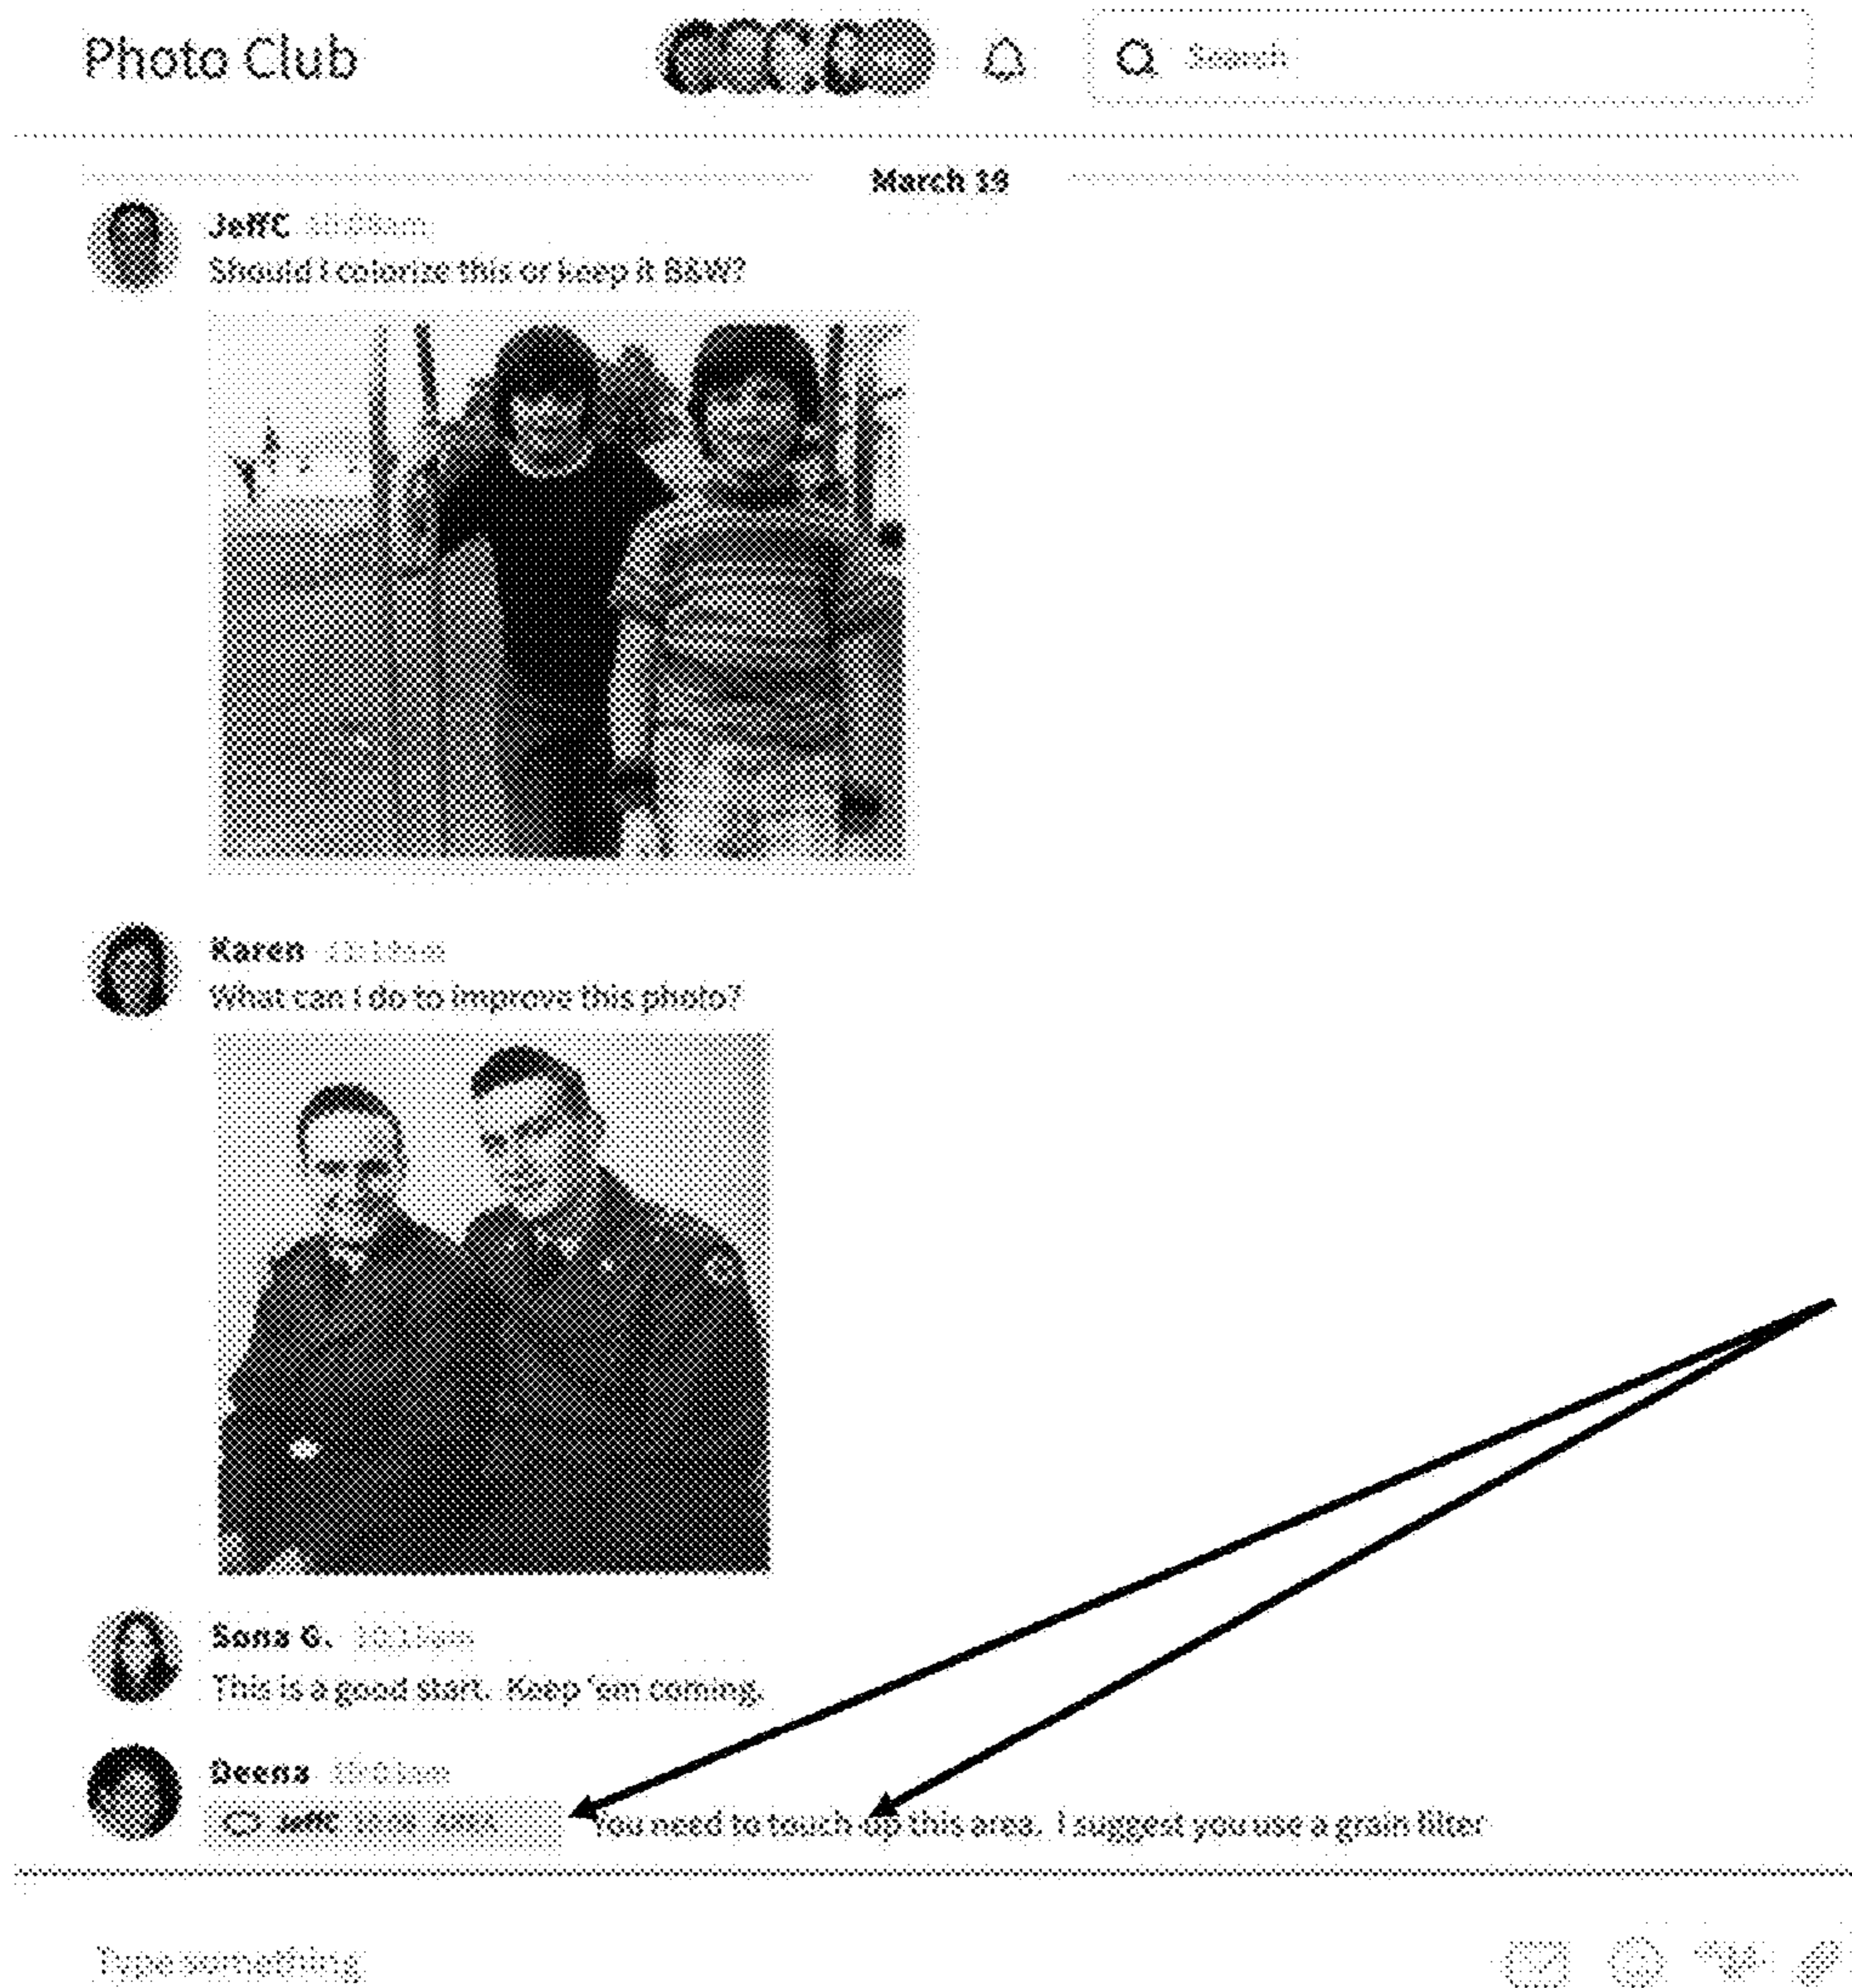 Photo Club
Search
March 19
JeffC
Should I colorize this or keep it B&W?
Karen
What can I do to improve this photo?
Sona G.
This is a good start. Keep 'em coming.
Deena
JeffC
You need to touch up this area. I suggest you use a grain filter
Type something